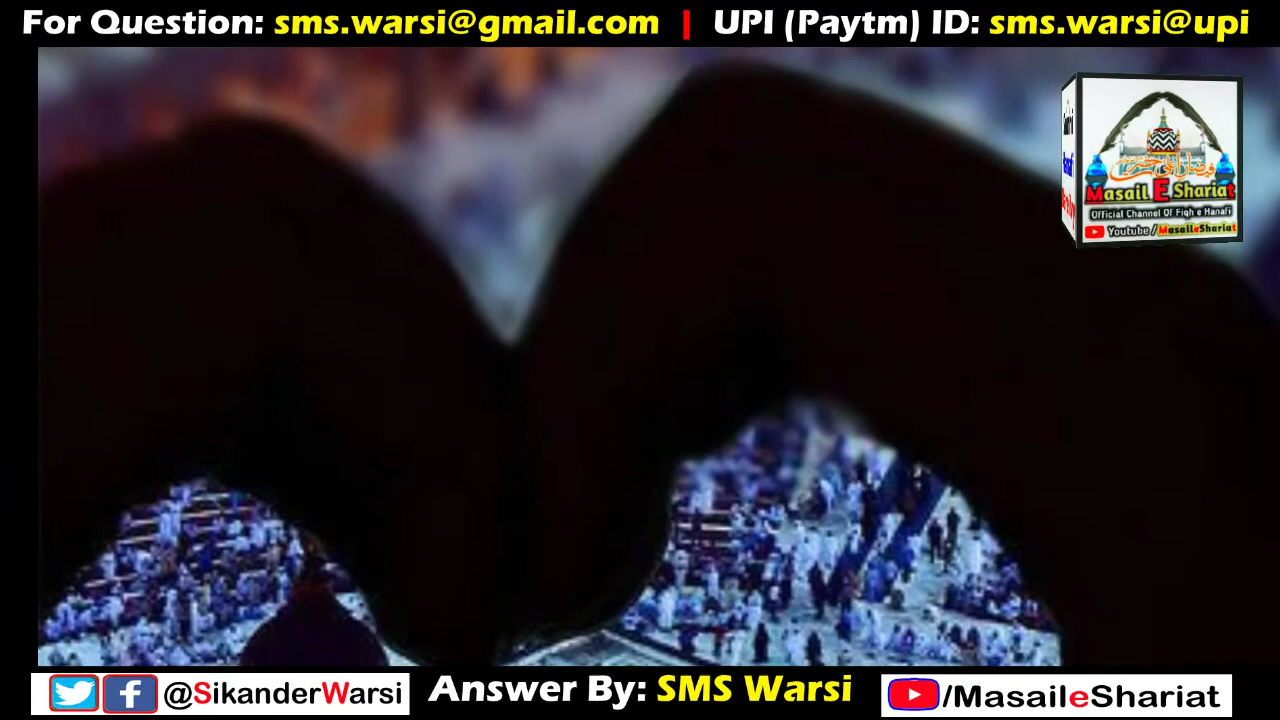 For Question: sms.warsi@gmail.com | UPI (Paytm) ID: sms.warsi@upi
Masail E Shariat
Official Channel Of Fiqh e Hanafi
Youtube / MasaileShariat
@SikanderWarsi
Answer By: SMS Warsi
/MasaileShariat